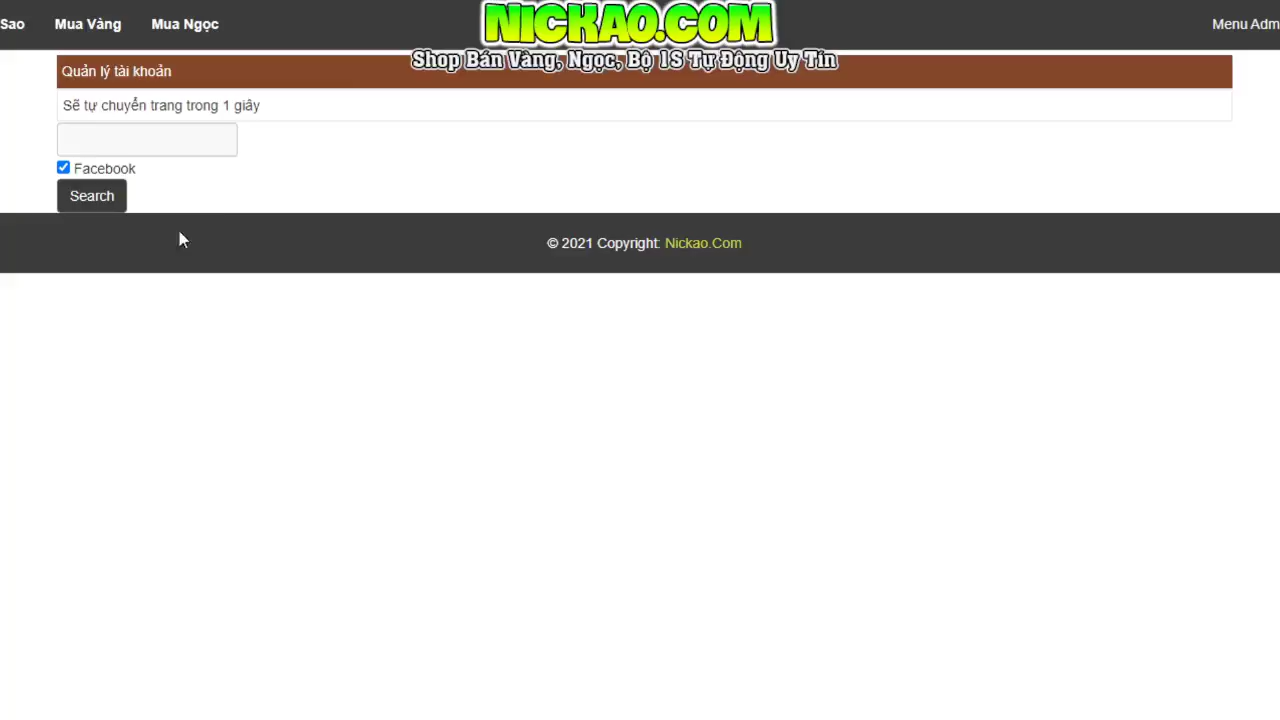 Sao Mua Vàng Mua Ngọc NICKAO.COM Menu Adm
Shop Bán Vàng, Ngọc, Bộ 1S Tự Động Uy Tín
Quản lý tài khoản
Sẽ tự chuyển trang trong 1 giây
Facebook
Search
© 2021 Copyright: Nickao.Com